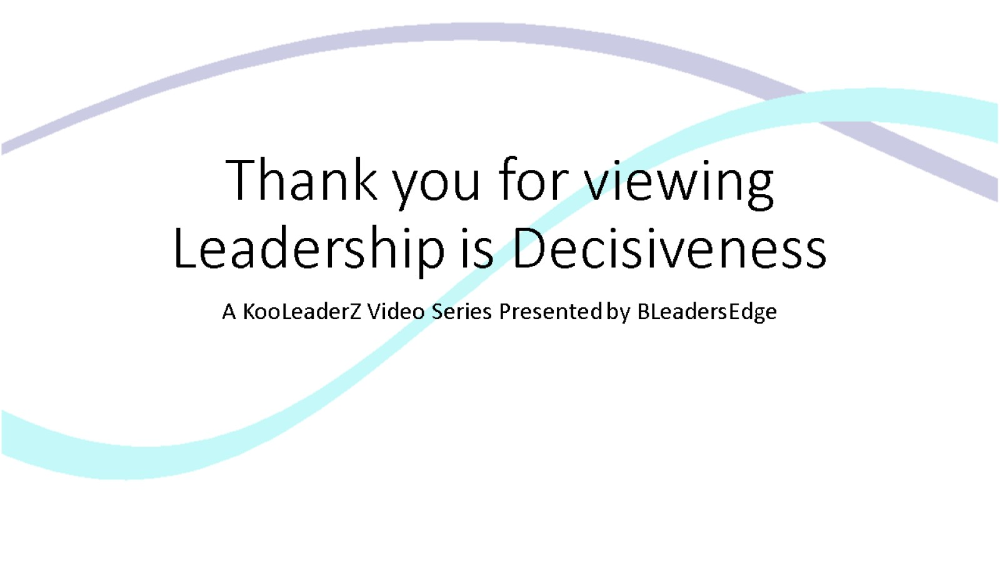 Thank you for viewing
Leadership is Decisiveness
A KooLeaderZ Video Series Presented by BLeadersEdge